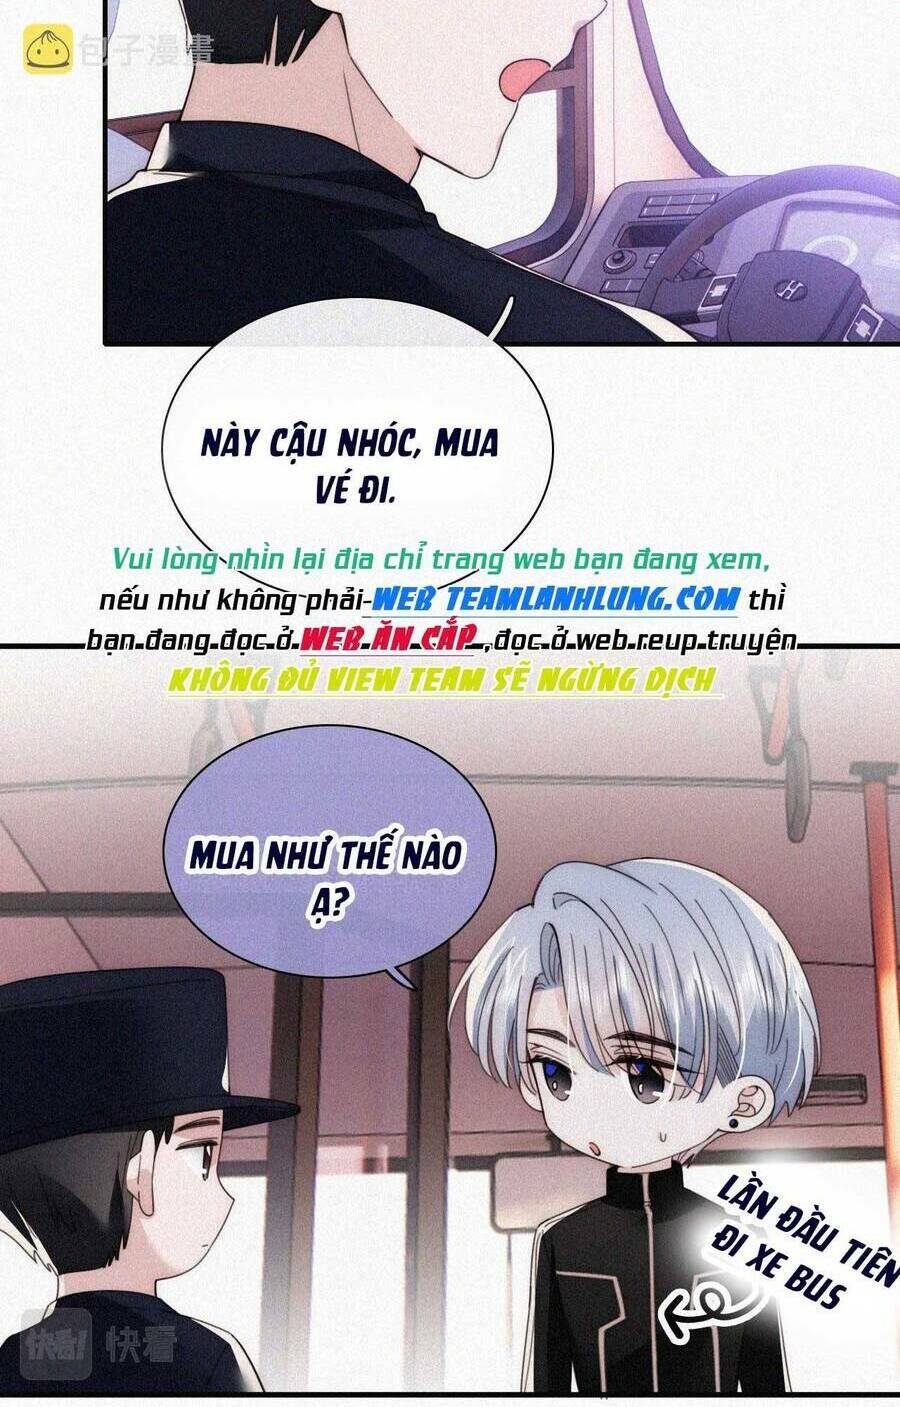 包子漫畫
NÀY CẬU NHÓC, MUA
VÉ ĐI.
Vui lòng nhìn lại địa chỉ trang web bạn đang xem,
nếu như không phải WEB TEAMLANHLUNG.COM thì
bạn đang đọc ở WEB ĂN CẮP ,đọc ở web reup truyện
KHÔNG ĐỦ VIEW TEAM SẼ NGỪNG DỊCH
MUA NHƯ THẾ NÀO
Ạ?
LẦN ĐẦU TIÊN
ĐI XE BUS
快看! 快看